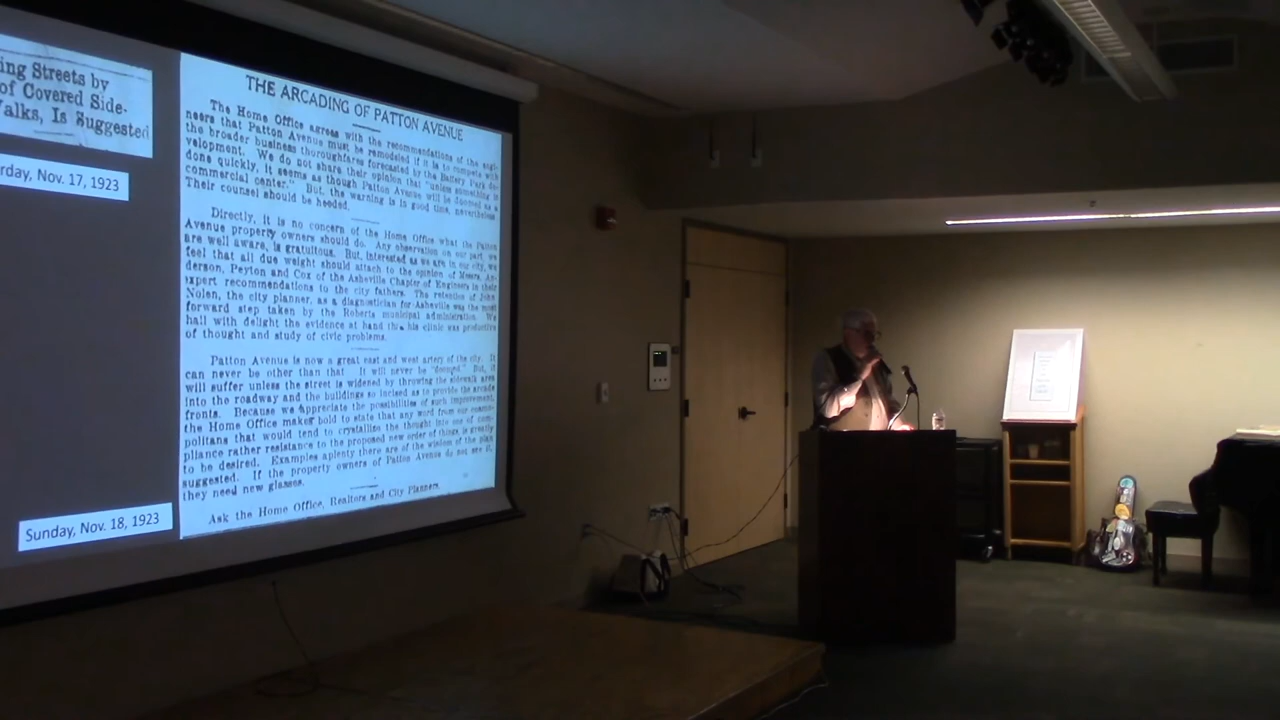 ing Streets by
of Covered Side-
alks, Is Suggested
rday, Nov. 17, 1923
THE ARCADING OF PATTON AVENUE
The Home Office agrees with the recommendations of the engi-
neers that Patton Avenue must be remodeled if it is to compete with
the broader business thoroughfares forecasted by the Battery Park de-
velopment. We do not share their opinion that "unless something is
done quickly, it seems as though Patton Avenue will be doomed as a
commercial center." But, the warning is in good time, nevertheless
Their counsel should be heeded.
Directly, it is no concern of the Home Office what the Patton
Avenue property owners should do. Any observation on our part, we
are well aware, is gratuitous. But, interested as we are in our city, we
feel that all due weight should attach to the opinion of Messrs. An-
derson, Peyton and Cox of the Asheville Chapter of Engineers in their
expert recommendations to the city fathers. The retention of John
Nolen, the city planner, as a diagnostician for Asheville was the most
forward step taken by the Roberts municipal administration. We
hail with delight the evidence at hand tha his clinic was productive
of thought and study of civic problems.
Patton Avenue is now a great east and west artery of the city. It
can never be other than that. It will never be "doomed." But, it
will suffer unless the street is widened by throwing the sidewalk area
into the roadway and the buildings so incised as to provide the arcade
fronts. Because we appreciate the possibilities of such improvement,
the Home Office makes bold to state that any word from our cosmo-
politans that would tend to crystallize the thought into one of com-
pliance rather resistance to the proposed new order of things is greatly
to be desired. Examples aplenty there are of the wisdom of the plan
suggested. If the property owners of Patton Avenue do not see it,
they need new glasses.
Ask the Home Office, Realtors and City Planners.
Sunday, Nov. 18, 1923